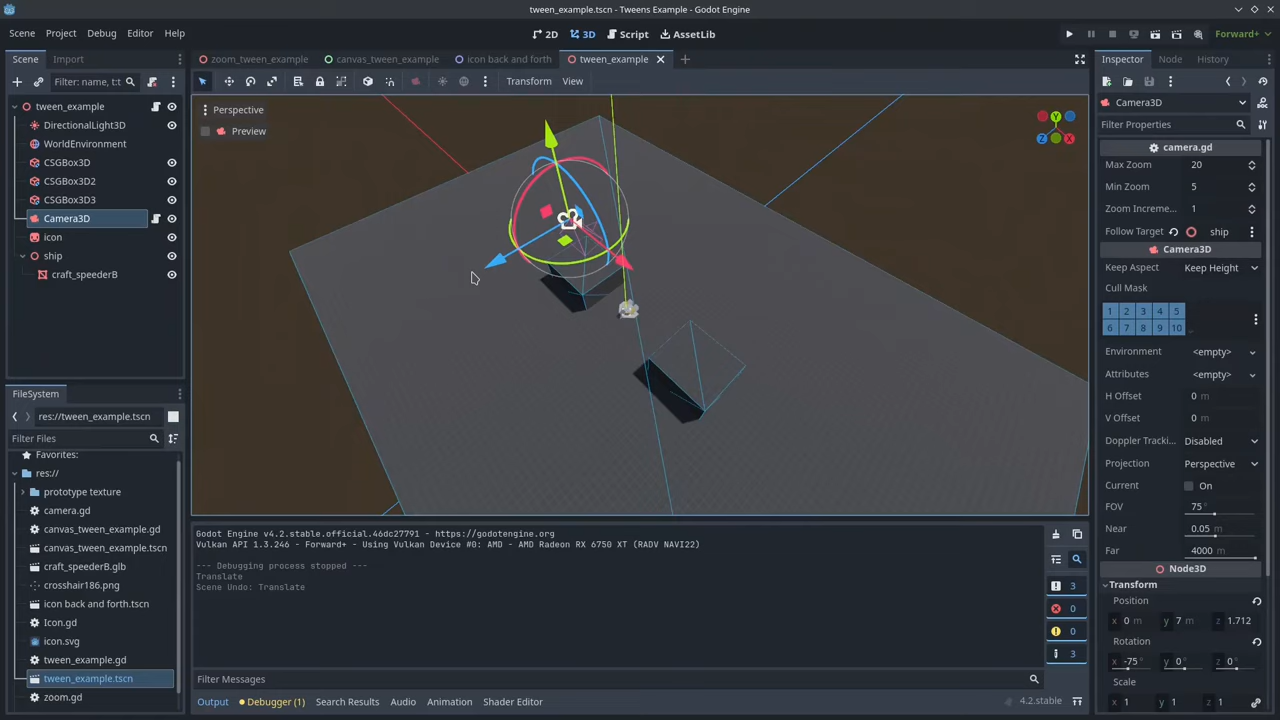 tween_example.tscn - Tweens Example - Godot Engine
Scene Project Debug Editor Help
2D 3D Script AssetLib
Forward+
Scene Import
zoom_tween_example canvas_tween_example icon back and forth tween_example
Inspector Node History
Filter: name, t:t
Transform View
Camera3D
Filter Properties
tween_example
DirectionalLight3D
WorldEnvironment
CSGBox3D
CSGBox3D2
CSGBox3D3
Camera3D
icon
ship
craft_speederB
Perspective
Preview
Y
Z X
camera.gd
Max Zoom 20
Min Zoom 5
Zoom Increme... 1
Follow Target ship
Camera3D
Keep Aspect Keep Height
Cull Mask
1 2 3 4 5
6 7 8 9 10
Environment <empty>
Attributes <empty>
H Offset 0 m
V Offset 0 m
Doppler Tracki... Disabled
Projection Perspective
Current On
FOV 75 °
Near 0.05 m
Far 4000 m
Node3D
Transform
Position
x 0 m y 7 m z 1.712
Rotation
x -75° y 0° z 0°
Scale
x 1 y 1 z 1
FileSystem
res://tween_example.tscn
Filter Files
Favorites:
res://
prototype texture
camera.gd
canvas_tween_example.gd
canvas_tween_example.tscn
craft_speederB.glb
crosshair186.png
icon back and forth.tscn
Icon.gd
icon.svg
tween_example.gd
tween_example.tscn
zoom.gd
Godot Engine v4.2.stable.official.46dc27791 - https://godotengine.org
Vulkan API 1.3.246 - Forward+ - Using Vulkan Device #0: AMD - AMD Radeon RX 6750 XT (RADV NAVI22)
--- Debugging process stopped ---
Translate
Scene Undo: Translate
3
0
0
3
Filter Messages
Output Debugger (1) Search Results Audio Animation Shader Editor
4.2.stable